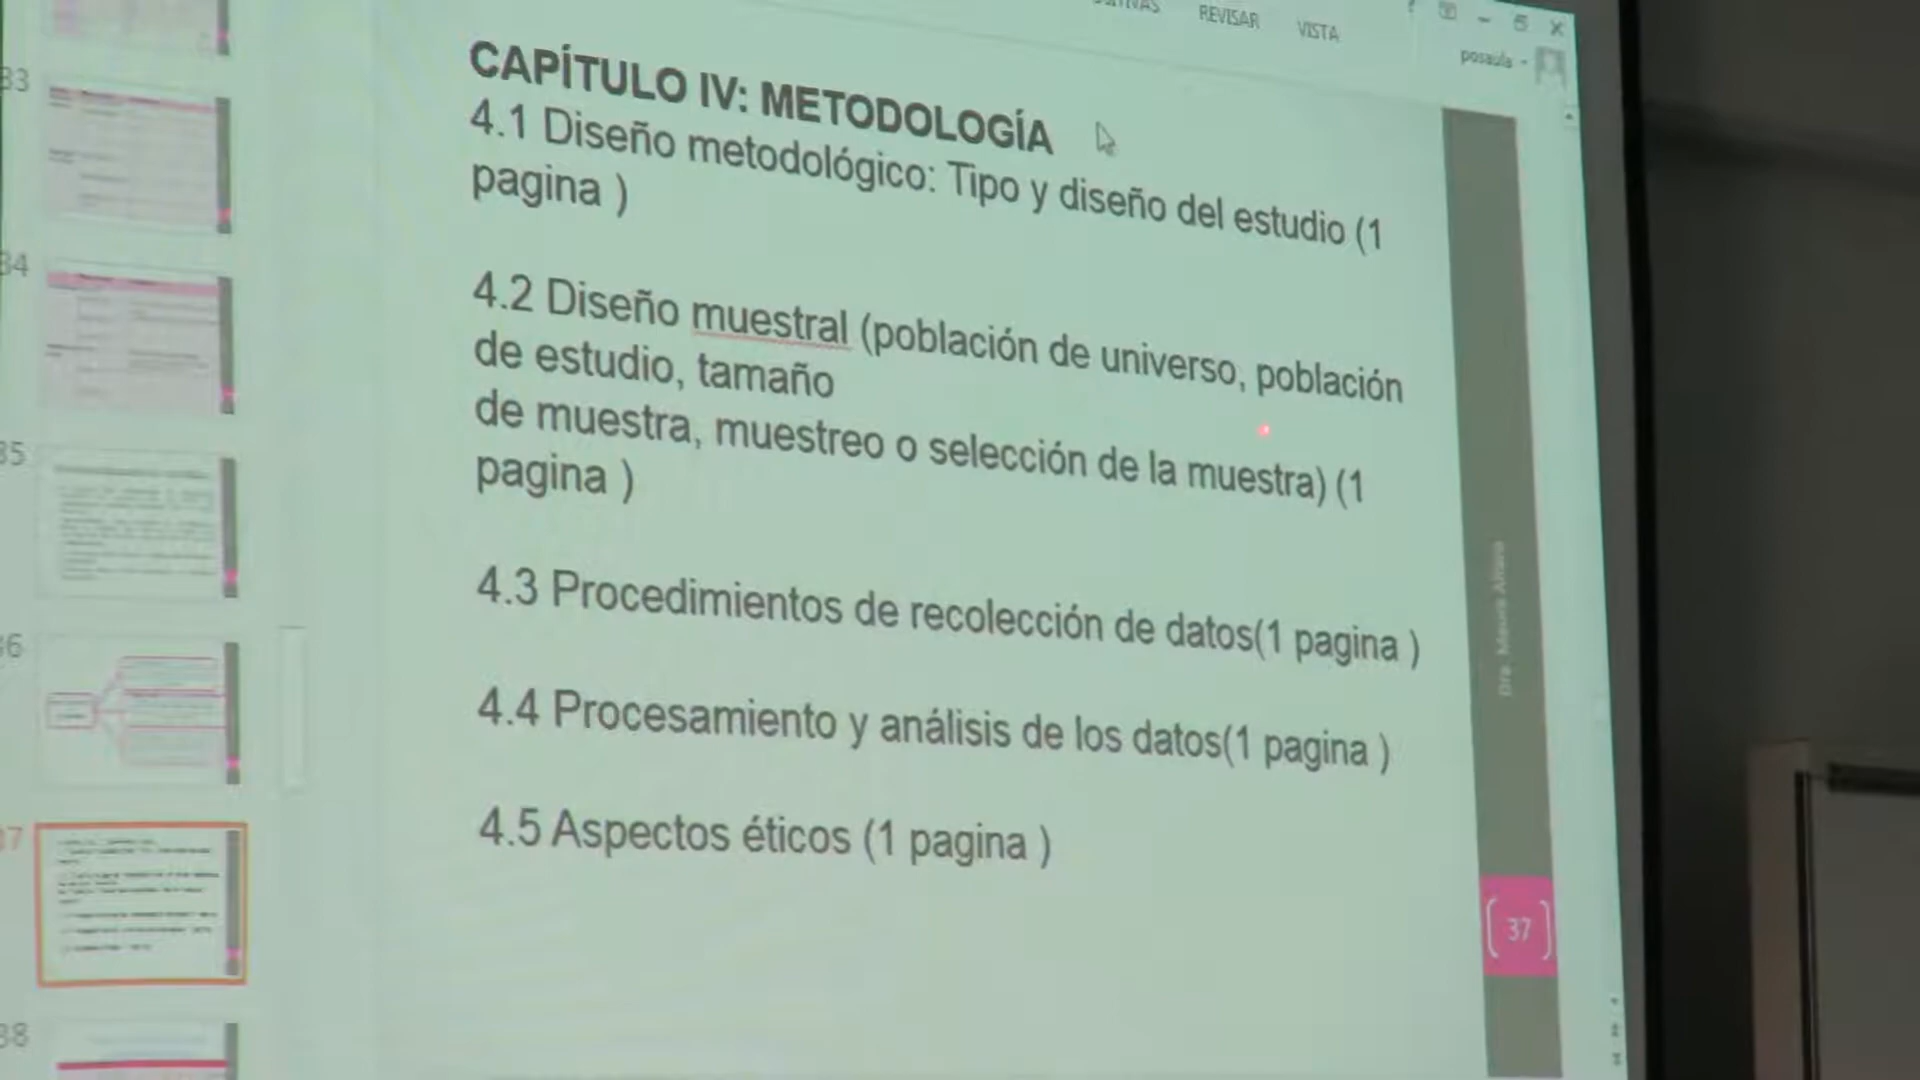 REVISAR
VISTA
posaula
CAPÍTULO IV: METODOLOGÍA
4.1 Diseño metodológico: Tipo y diseño del estudio (1
pagina )
4.2 Diseño muestral (población de universo, población
de estudio, tamaño
de muestra, muestreo o selección de la muestra) (1
pagina )
4.3 Procedimientos de recolección de datos(1 pagina )
4.4 Procesamiento y análisis de los datos(1 pagina )
4.5 Aspectos éticos (1 pagina )
37